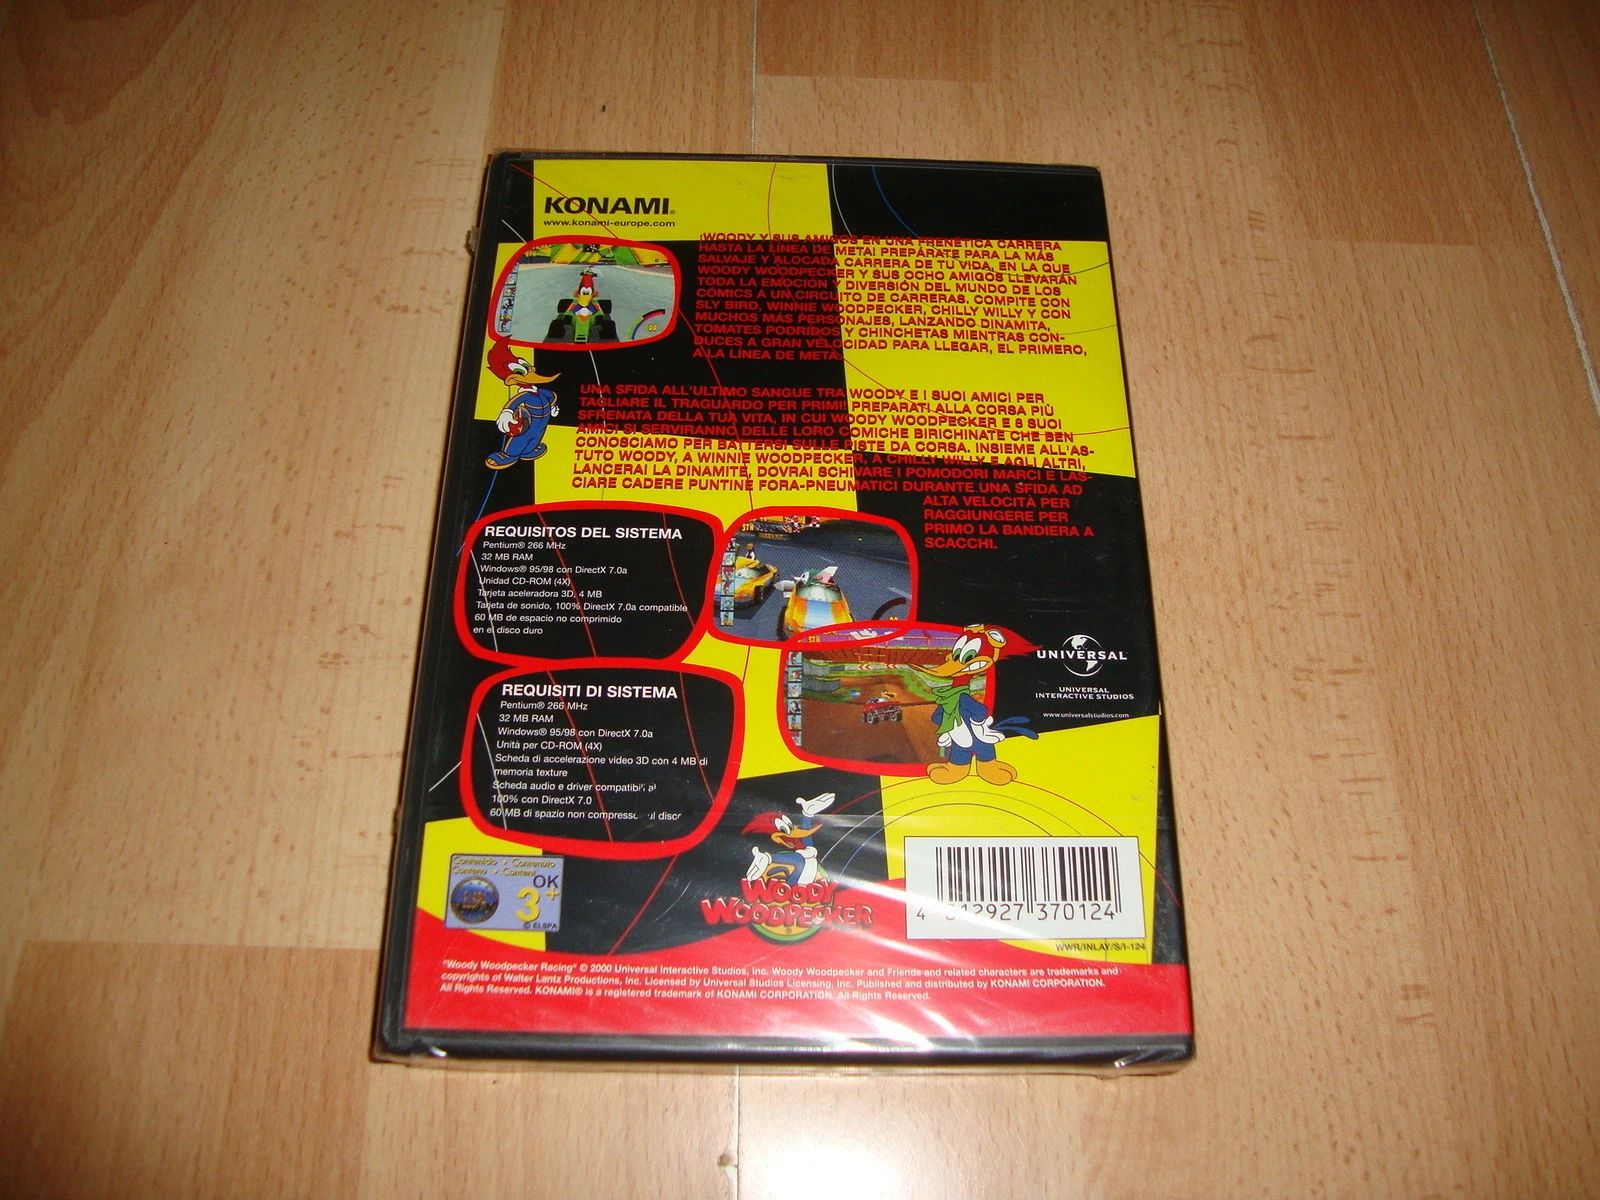 KONAMI
www.konami-europe.com
¡WOODY Y SUS AMIGOS EN UNA FRENÉTICA CARRERA
HASTA LA LÍNEA DE META! PREPÁRATE PARA LA MÁS
SALVAJE Y ALOCADA CARRERA DE TU VIDA, EN LA QUE
WOODY WOODPECKER Y SUS OCHO AMIGOS LLEVARÁN
TODA LA EMOCIÓN Y DIVERSIÓN DEL MUNDO DE LOS
CÓMICS A UN CIRCUITO DE CARRERAS. COMPITE CON
SLY BIRD, WINNIE WOODPECKER, CHILLY WILLY Y CON
MUCHOS MÁS PERSONAJES, LANZANDO DINAMITA,
TOMATES PODRIDOS Y CHINCHETAS MIENTRAS CON-
DUCES A GRAN VELOCIDAD PARA LLEGAR, EL PRIMERO,
A LA LÍNEA DE META.
UNA SFIDA ALL'ULTIMO SANGUE TRA WOODY E I SUOI AMICI PER
TAGLIARE IL TRAGUARDO PER PRIMI! PREPARATI ALLA CORSA PIÙ
SFRENATA DELLA TUA VITA, IN CUI WOODY WOODPECKER E 8 SUOI
AMICI SI SERVIRANNO DELLE LORO COMICHE BIRICHINATE CHE BEN
CONOSCIAMO PER BATTERSI SULLE PISTE DA CORSA. INSIEME ALL'AS-
TUTO WOODY, A WINNIE WOODPECKER, A CHILLY WILLY E AGLI ALTRI,
LANCERAI LA DINAMITE, DOVRAI SCHIVARE I POMODORI MARCI E LAS-
CIARE CADERE PUNTINE FORA-PNEUMATICI DURANTE UNA SFIDA AD
ALTA VELOCITÀ PER
RAGGIUNGERE PER
PRIMO LA BANDIERA A
SCACCHI.
REQUISITOS DEL SISTEMA
Pentium® 266 MHz
32 MB RAM
Windows® 95/98 con DirectX 7.0a
Unidad CD-ROM (4X)
Tarjeta aceleradora 3D, 4 MB
Tarjeta de sonido, 100% DirectX 7.0a compatible
60 MB de espacio no comprimido
en el disco duro
REQUISITI DI SISTEMA
Pentium® 266 MHz
32 MB RAM
Windows® 95/98 con DirectX 7.0a
Unità per CD-ROM (4X)
Scheda di accelerazione video 3D con 4 MB di
memoria texture
Scheda audio e driver compatibili al
100% con DirectX 7.0
60 MB di spazio non compresso sul disco
UNIVERSAL
UNIVERSAL
INTERACTIVE STUDIOS
www.universalstudios.com
Contenido • Contenuto
Contenu • Content
OK
3+
© ELSPA
WOODY
WOODPECKER
4 012927 370124
WWR/INLAY/S/I-124
"Woody Woodpecker Racing" © 2000 Universal Interactive Studios, Inc. Woody Woodpecker and Friends and related characters are trademarks and
copyrights of Walter Lantz Productions, Inc. Licensed by Universal Studios Licensing, Inc. Published and distributed by KONAMI CORPORATION.
All Rights Reserved. KONAMI® is a registered trademark of KONAMI CORPORATION. All Rights Reserved.